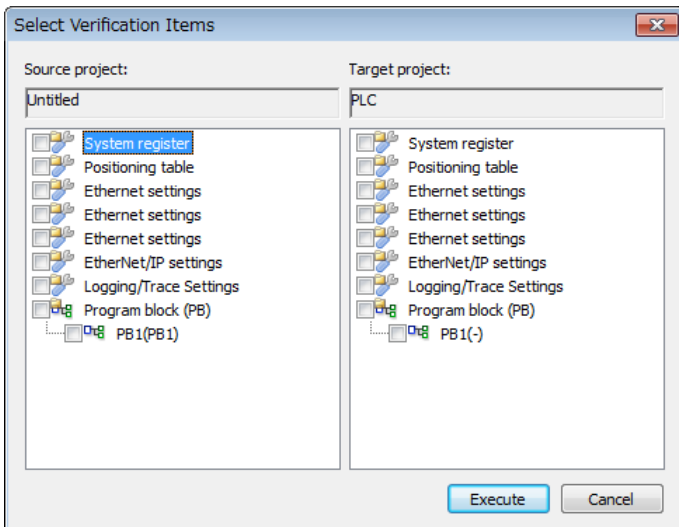 Select Verification Items
Source project:
Untitled
System register
Positioning table
Ethernet settings
Ethernet settings
Ethernet settings
EtherNet/IP settings
Logging/Trace Settings
Program block (PB)
PB1(PB1)
Target project:
PLC
System register
Positioning table
Ethernet settings
Ethernet settings
Ethernet settings
EtherNet/IP settings
Logging/Trace Settings
Program block (PB)
PB1(-)
Execute
Cancel